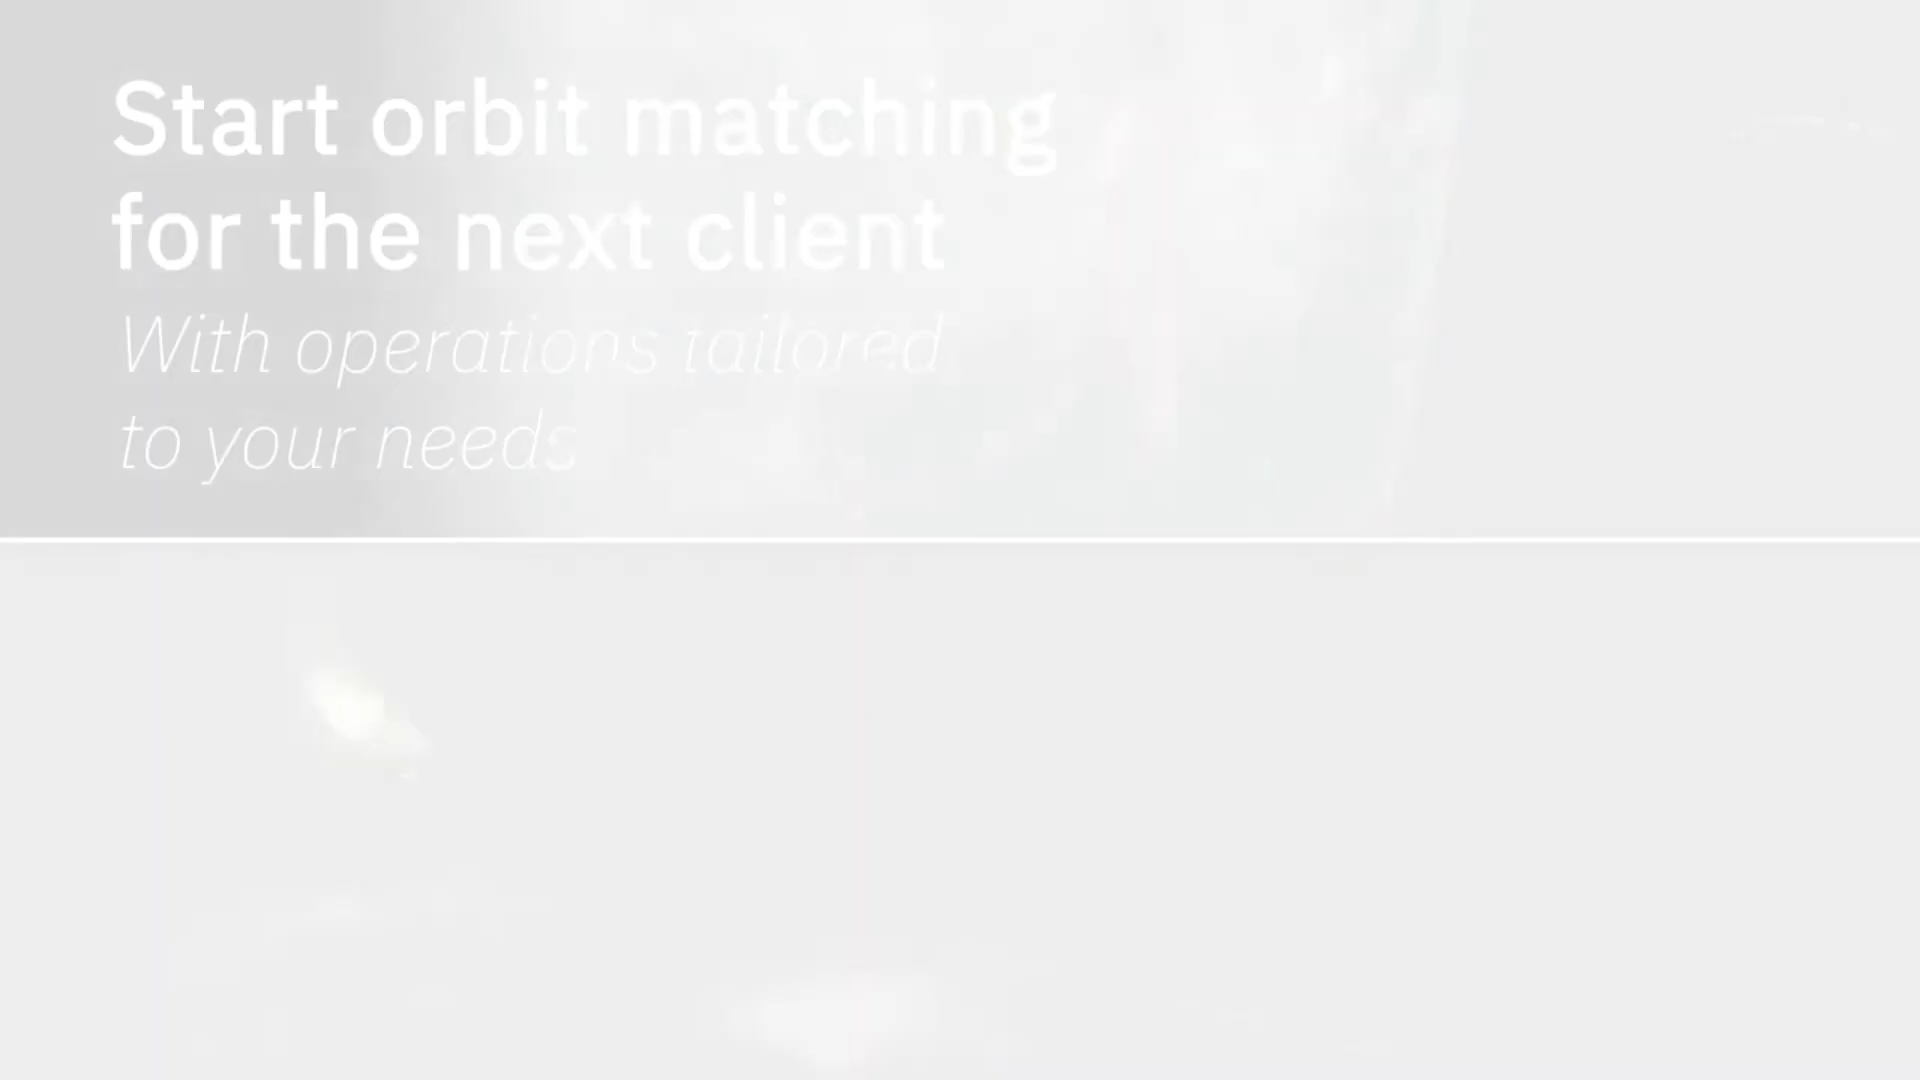 Start orbit matching
for the next client
With operations tailored
to your needs